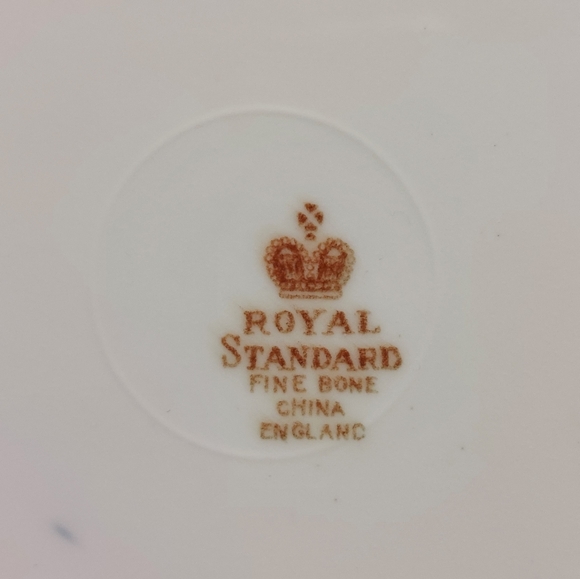 ROYAL
STANDARD
FINE BONE
CHINA
ENGLAND